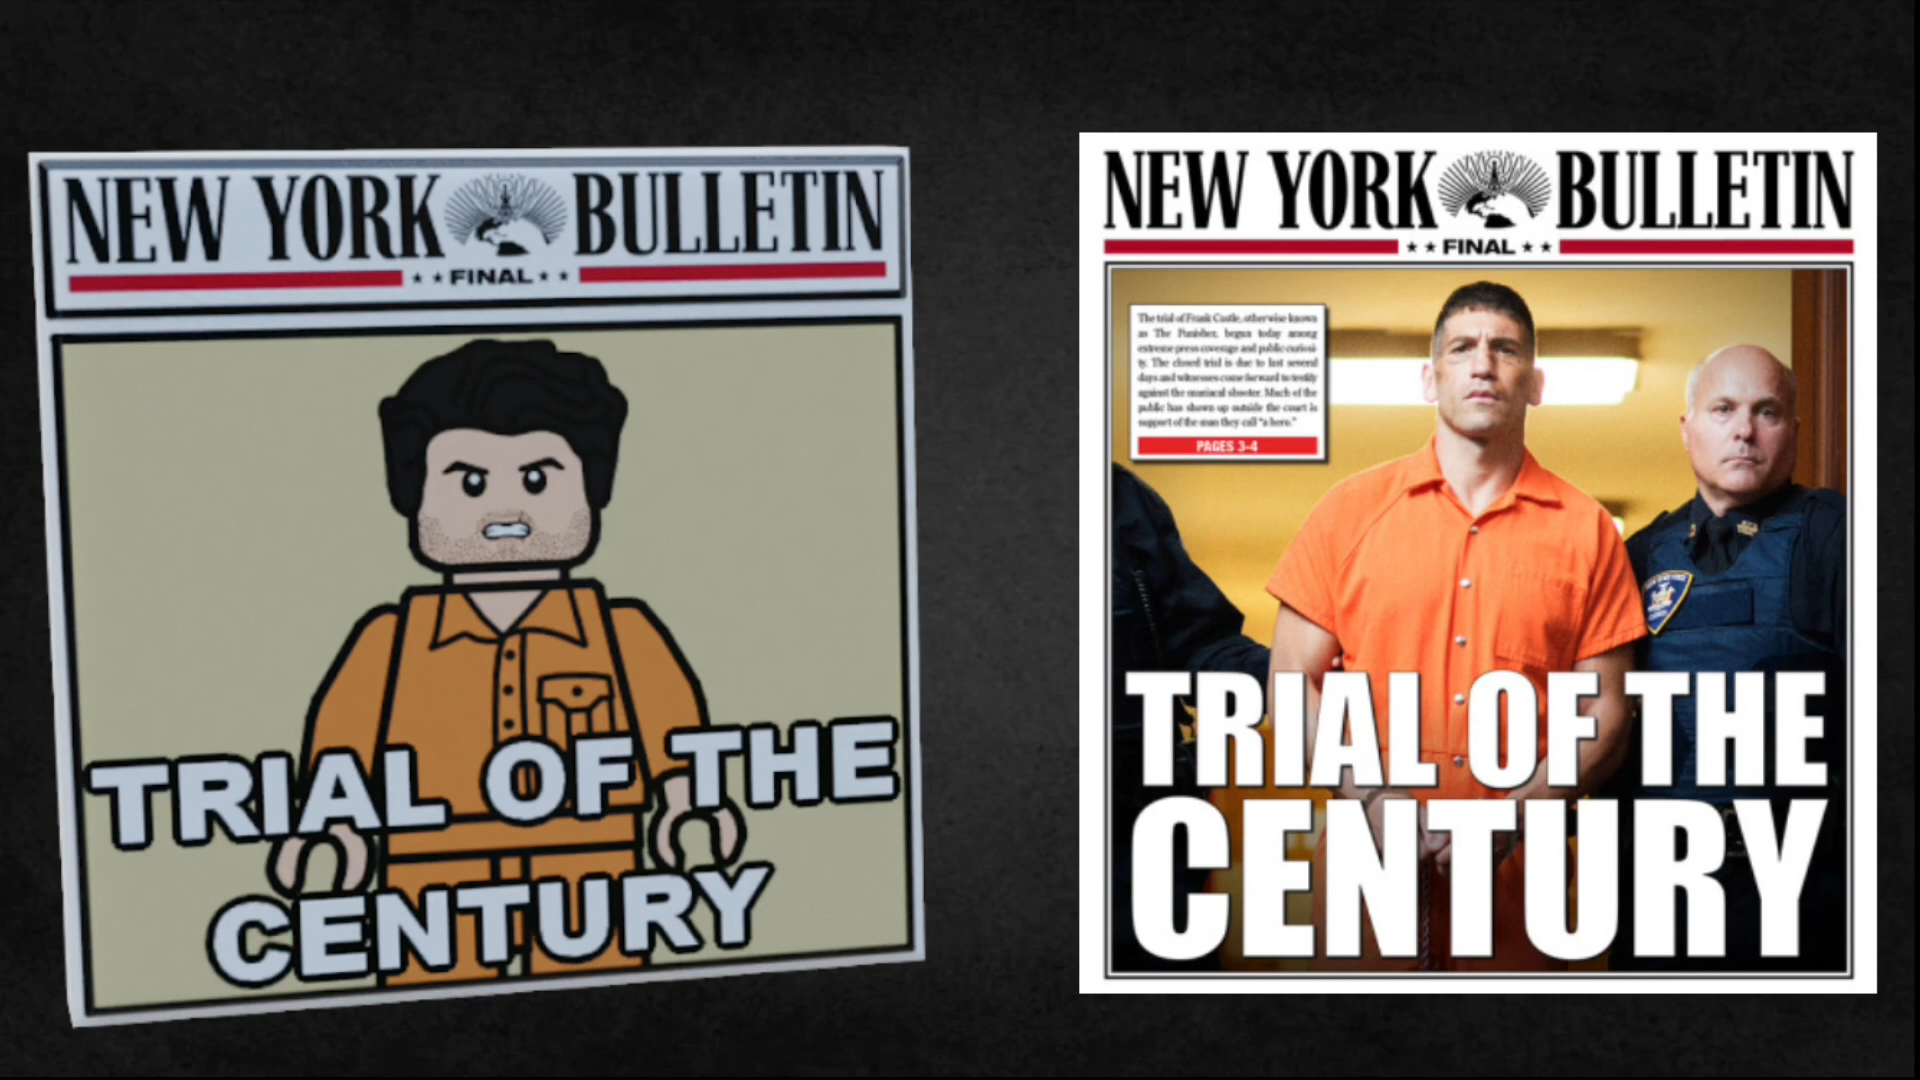 NEW YORK BULLETIN
★ ★ FINAL ★ ★
TRIAL OF THE
CENTURY
NEW YORK BULLETIN
★ ★ FINAL ★ ★
The trial of Frank Castle, otherwise known
as The Punisher, begun today among
extreme press coverage and public curiosi-
ty. The closed trial is due to last several
days and witnesses come forward to testify
against the maniacal shooter. Much of the
public has shown up outside the court in
support of the man they call "a hero."
PAGES 3-4
TRIAL OF THE
CENTURY